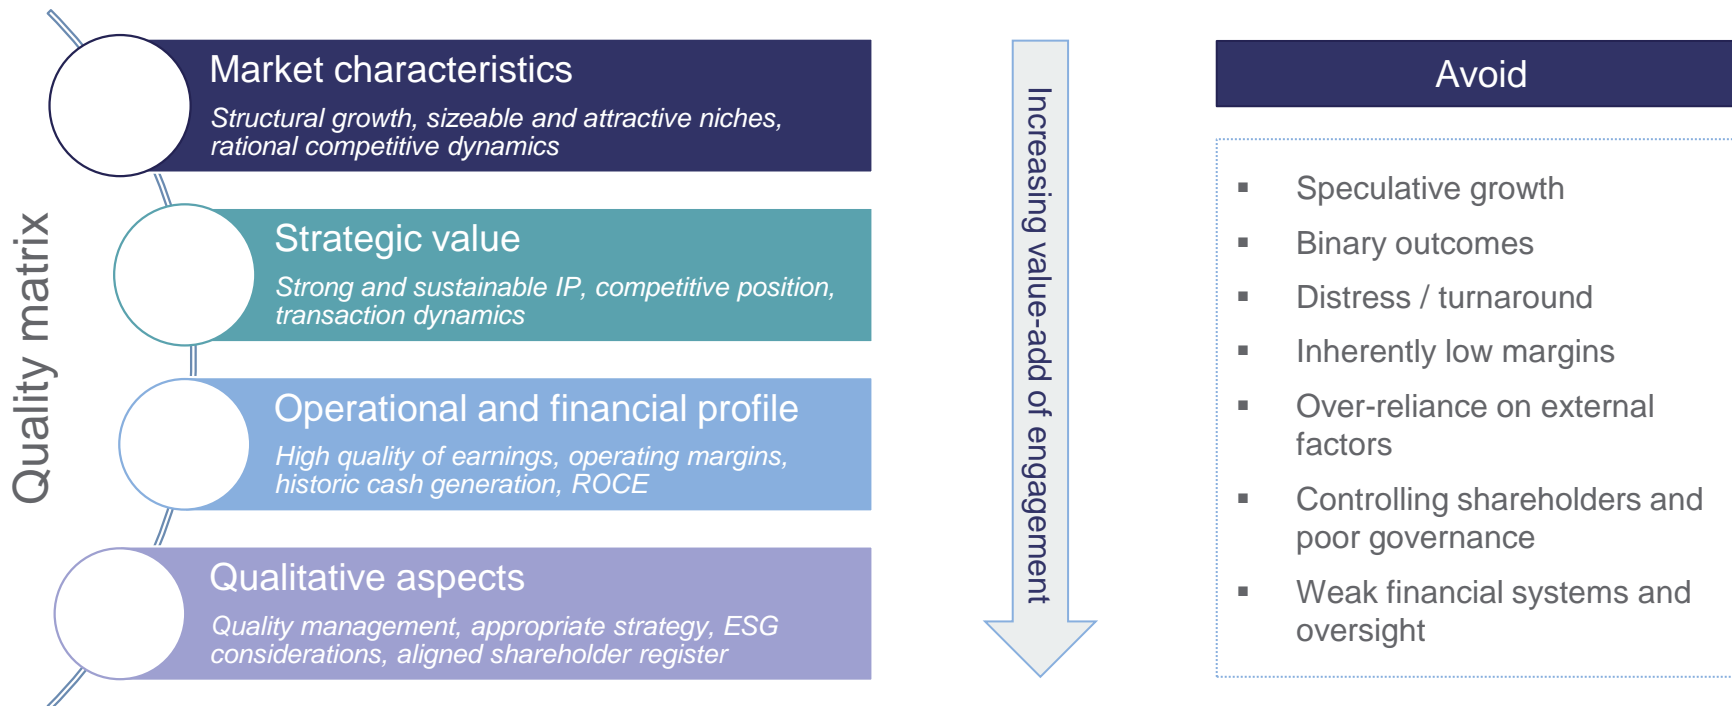 Quality matrix
Market characteristics
Structural growth, sizeable and attractive niches,
rational competitive dynamics
Strategic value
Strong and sustainable IP, competitive position,
transaction dynamics
Operational and financial profile
High quality of earnings, operating margins,
historic cash generation, ROCE
Qualitative aspects
Quality management, appropriate strategy, ESG
considerations, aligned shareholder register
Increasing value-add of engagement
Avoid
▪ Speculative growth
▪ Binary outcomes
▪ Distress / turnaround
▪ Inherently low margins
▪ Over-reliance on external
factors
▪ Controlling shareholders and
poor governance
▪ Weak financial systems and
oversight